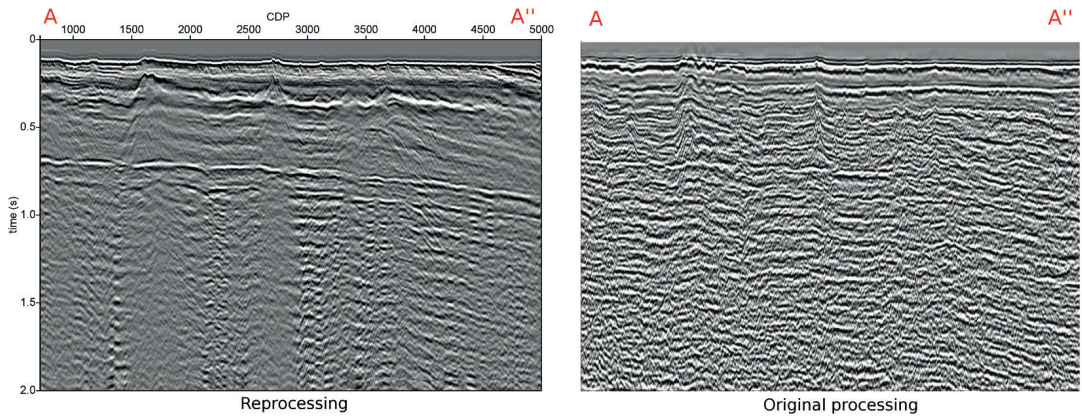 A CDP A''
1000 1500 2000 2500 3000 3500 4000 4500 5000
0
0.5
1.0
1.5
2.0
time (s)
Reprocessing
A A''
Original processing